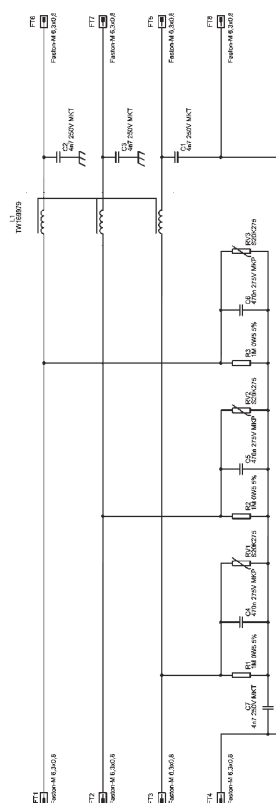 FT6
Faston-M 6,3x0,8
FT7
Faston-M 6,3x0,8
FT5
Faston-M 6,3x0,8
FT8
Faston-M 6,3x0,8
C2
4n7 250V MKT
C3
4n7 250V MKT
C1
4n7 250V MKT
L1
TW169979
RV3
S20K275
C6
470n 275V MKP
R3
1M 0W5 5%
RV2
S20K275
C5
470n 275V MKP
R2
1M 0W5 5%
RV1
S20K275
C4
470n 275V MKP
R1
1M 0W5 5%
C7
4n7 250V MKT
FT1
Faston-M 6,3x0,8
FT2
Faston-M 6,3x0,8
FT3
Faston-M 6,3x0,8
FT4
Faston-M 6,3x0,8